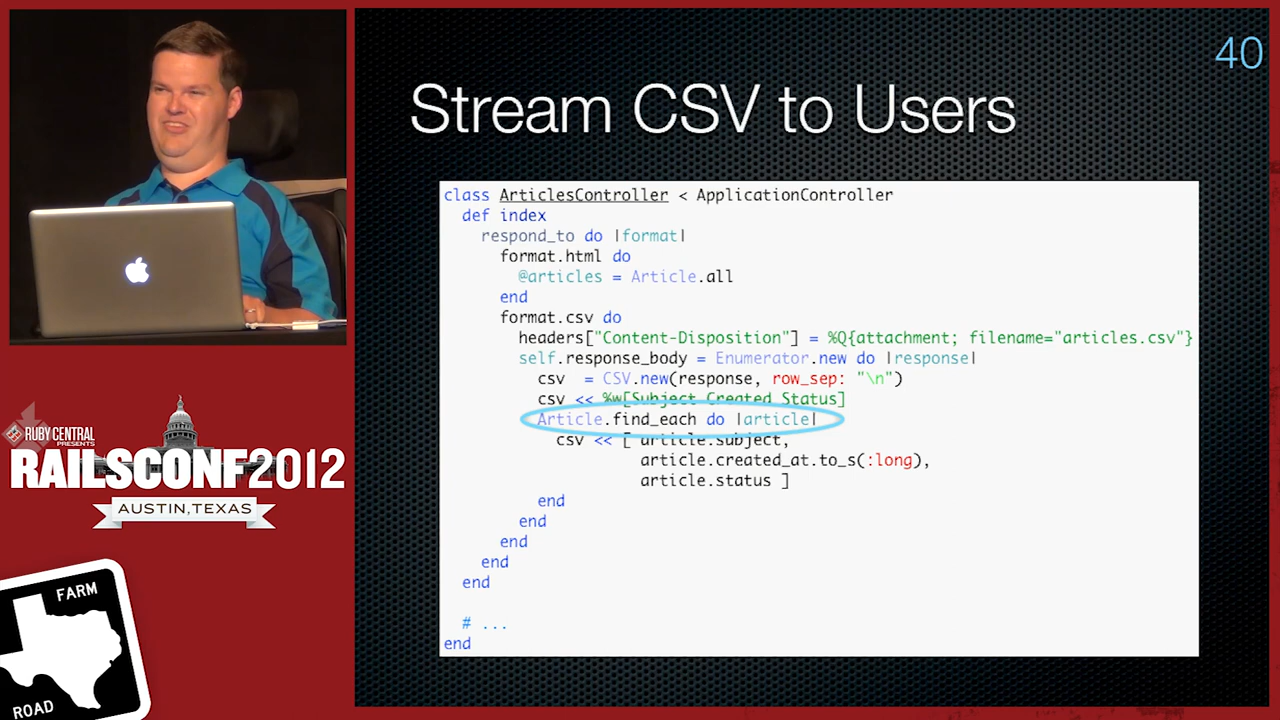 40
Stream CSV to Users
class ArticlesController < ApplicationController
  def index
    respond_to do |format|
      format.html do
        @articles = Article.all
      end
      format.csv do
        headers["Content-Disposition"] = %Q{attachment; filename="articles.csv"}
        self.response_body = Enumerator.new do |response|
          csv  = CSV.new(response, row_sep: "\n")
          csv << %w[Subject Created Status]
          Article.find_each do |article|
            csv << [ article.subject,
                     article.created_at.to_s(:long),
                     article.status ]
          end
        end
      end
    end
  end

  # ...
end
RUBY CENTRAL
PRESENTS
RAILSCONF2012
AUSTIN, TEXAS
FARM
ROAD